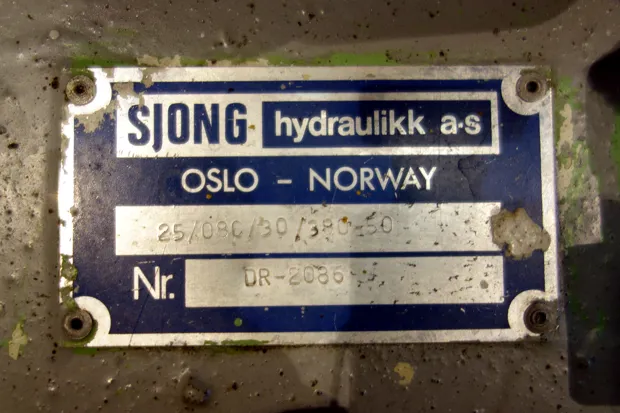 SJONG hydraulikk a·s
OSLO – NORWAY
25/080/30/380-50
Nr. DR-2086